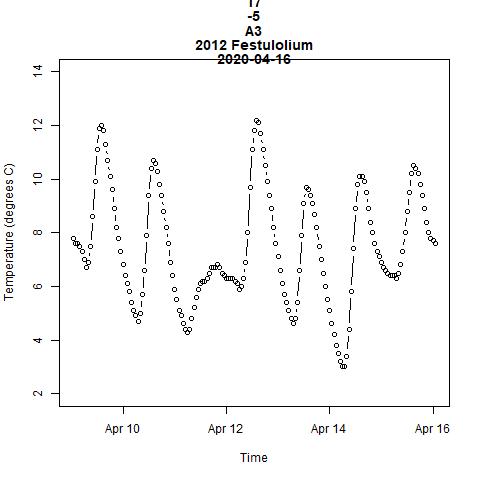 17
-5
A3
2012 Festulolium
2020-04-16
Temperature (degrees C)
14
12
10
8
6
4
2
Apr 10
Apr 12
Apr 14
Apr 16
Time